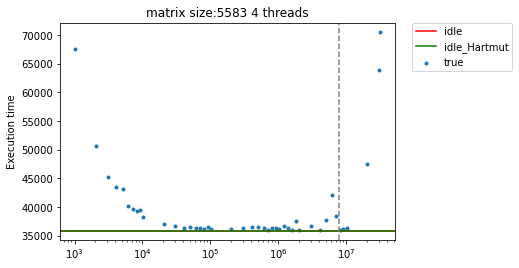 matrix size:5583 4 threads
idle
idle_Hartmut
true
Execution time
70000
65000
60000
55000
50000
45000
40000
35000
10³ 10⁴ 10⁵ 10⁶ 10⁷